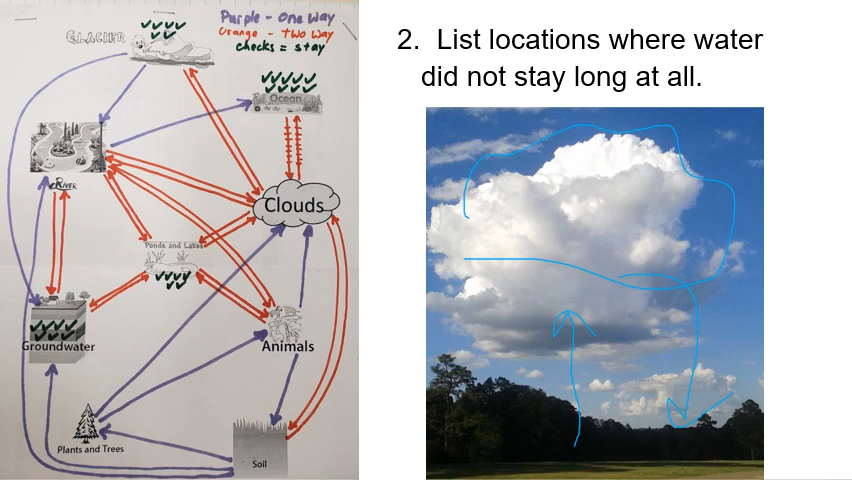 Purple - one way
Orange - Two way
checks = stay
GLACIER
Ocean
River
Clouds
Ponds and Lakes
Groundwater
Animals
Plants and Trees
Soil
2. List locations where water
did not stay long at all.